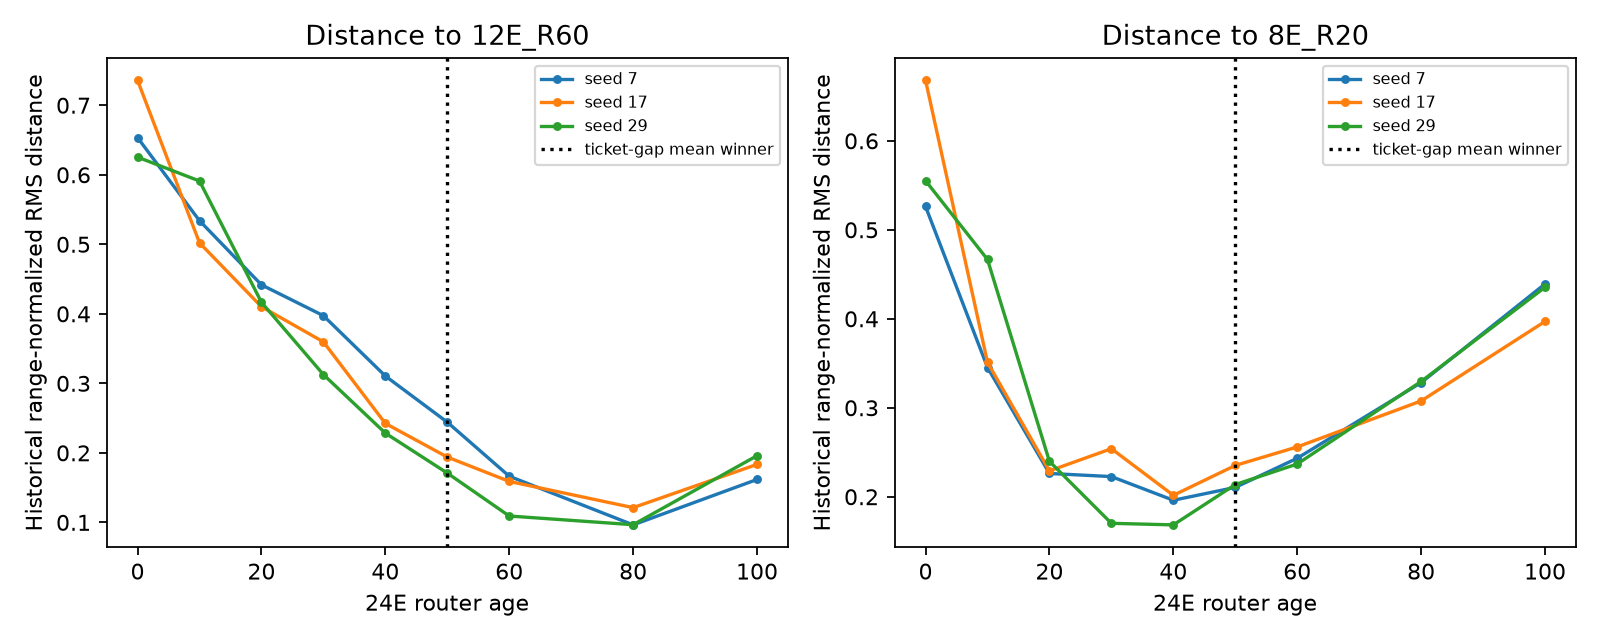 Distance to 12E_R60
Historical range-normalized RMS distance
0.7
0.6
0.5
0.4
0.3
0.2
0.1
seed 7
seed 17
seed 29
ticket-gap mean winner
0 20 40 60 80 100
24E router age
Distance to 8E_R20
Historical range-normalized RMS distance
0.6
0.5
0.4
0.3
0.2
seed 7
seed 17
seed 29
ticket-gap mean winner
0 20 40 60 80 100
24E router age